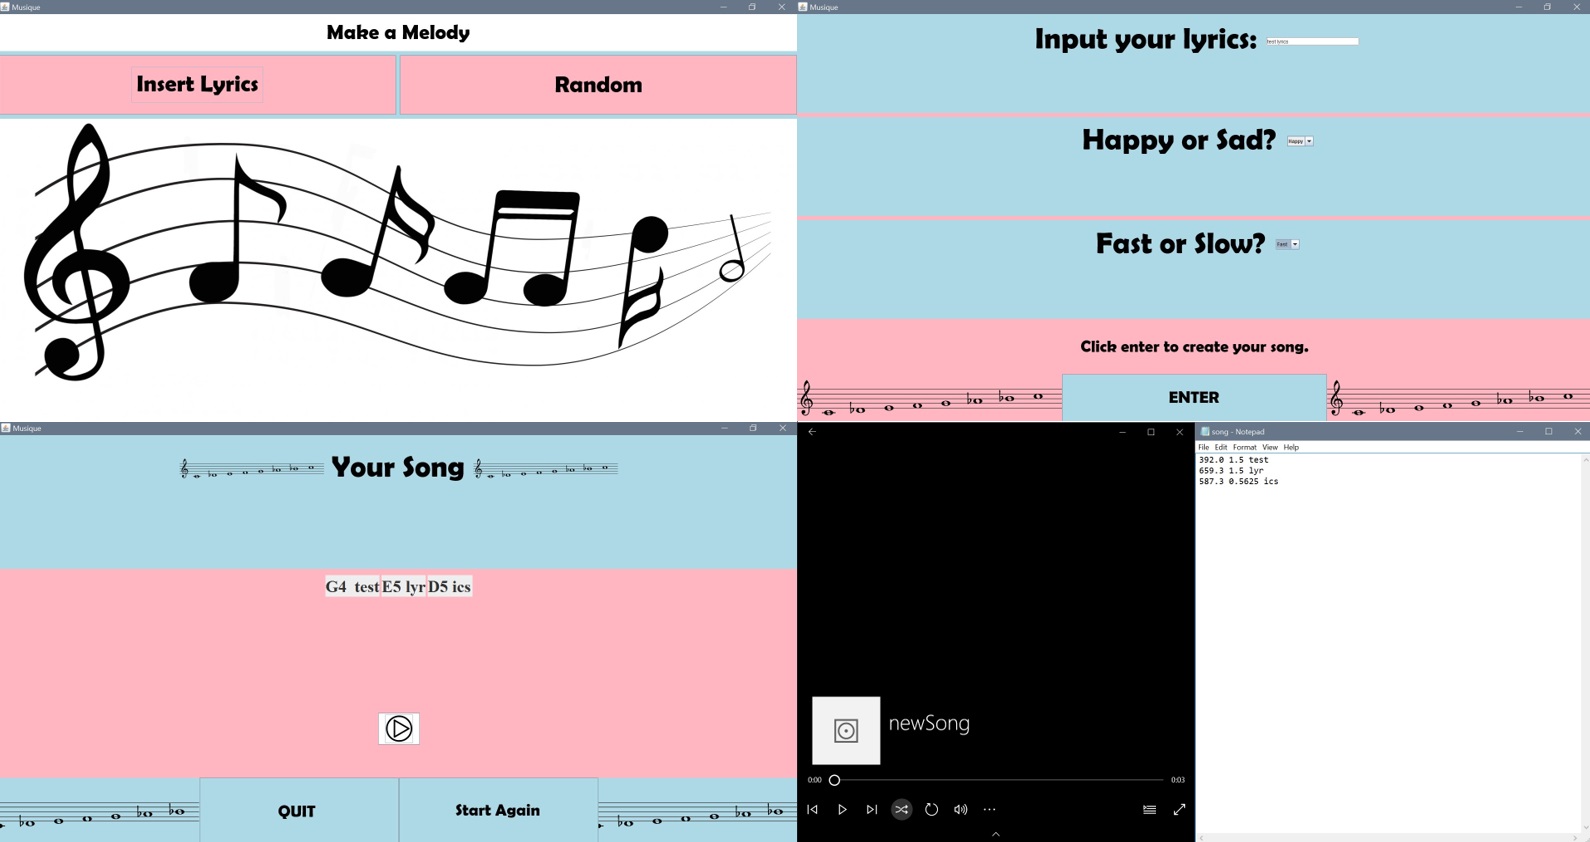 Musique
Make a Melody
Insert Lyrics
Random
Musique
Input your lyrics: test lyrics
Happy or Sad? Happy
Fast or Slow? Fast
Click enter to create your song.
ENTER
Musique
Your Song
G4 test E5 lyr D5 ics
QUIT
Start Again
newSong
0:00
0:03
song - Notepad
File Edit Format View Help
392.0 1.5 test
659.3 1.5 lyr
587.3 0.5625 ics